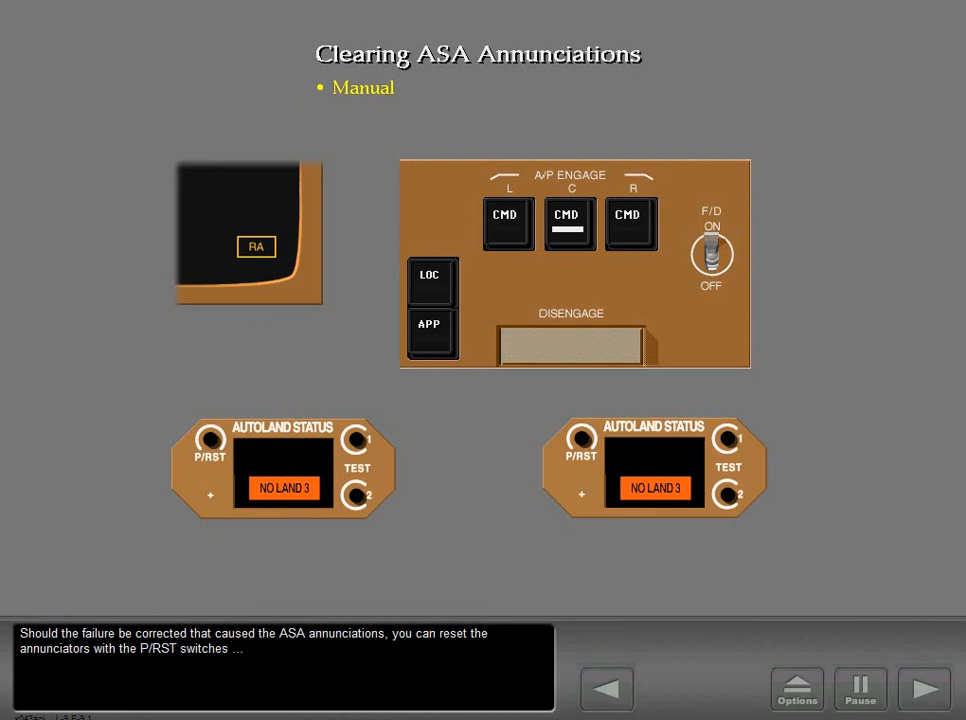 Clearing ASA Annunciations
• Manual
A/P ENGAGE
L C R
CMD CMD CMD
F/D
ON
OFF
RA
LOC
APP
DISENGAGE
AUTOLAND STATUS
P/RST
1
TEST
NO LAND 3
+
2
AUTOLAND STATUS
P/RST
1
TEST
NO LAND 3
+
2
Should the failure be corrected that caused the ASA annunciations, you can reset the
annunciators with the P/RST switches ...
Options
Pause